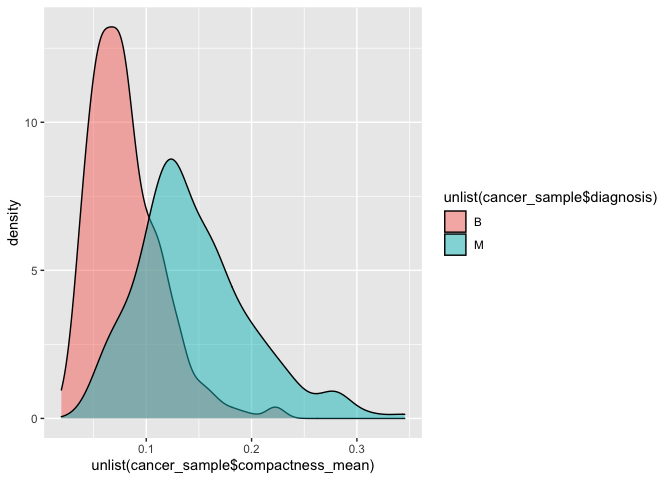 density
10
5
0
0.1 0.2 0.3
unlist(cancer_sample$compactness_mean)
unlist(cancer_sample$diagnosis)
B
M